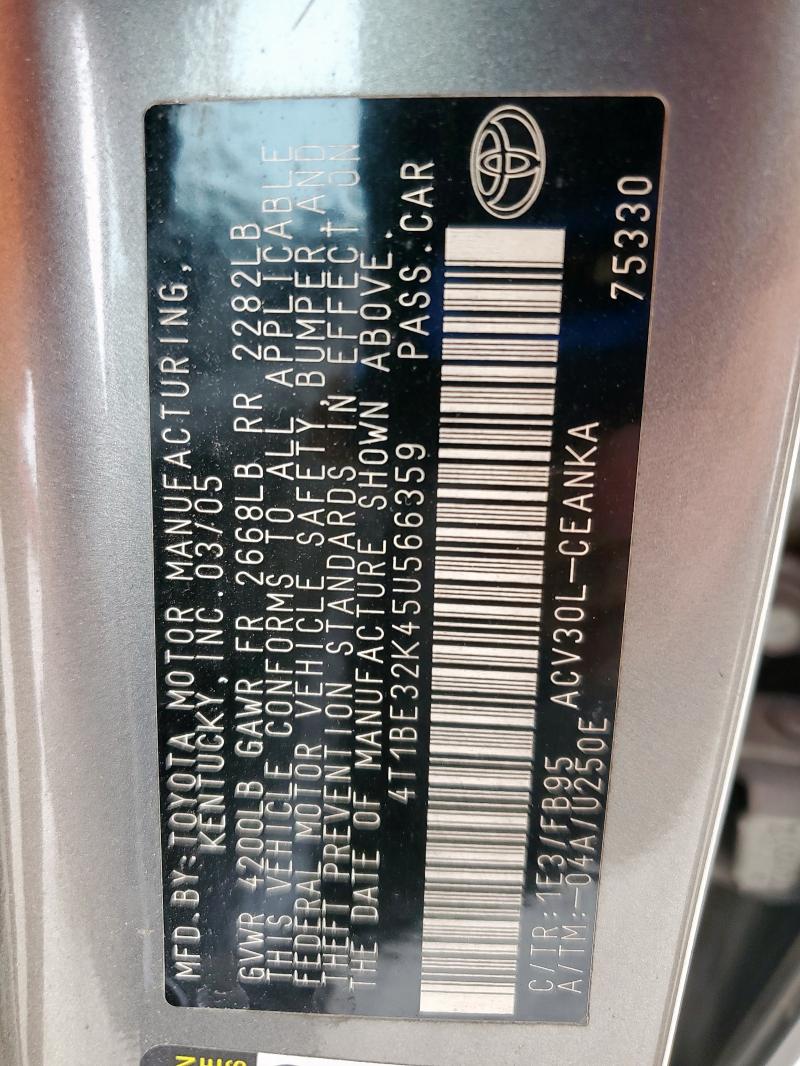 MFD.BY:TOYOTA MOTOR MANUFACTURING,
KENTUCKY, INC.03/05
GVWR 4200LB GAWR FR 2668LB RR 2282LB
THIS VEHICLE CONFORMS TO ALL APPLICABLE
FEDERAL MOTOR VEHICLE SAFETY, BUMPER AND
THEFT PREVENTION STANDARDS IN EFFECT ON
THE DATE OF MANUFACTURE SHOWN ABOVE.
4T1BE32K45U566359 PASS.CAR
C/TR:1E3/FB95 ACV30L-CEANKA
A/TM:-04A/U250E 75330